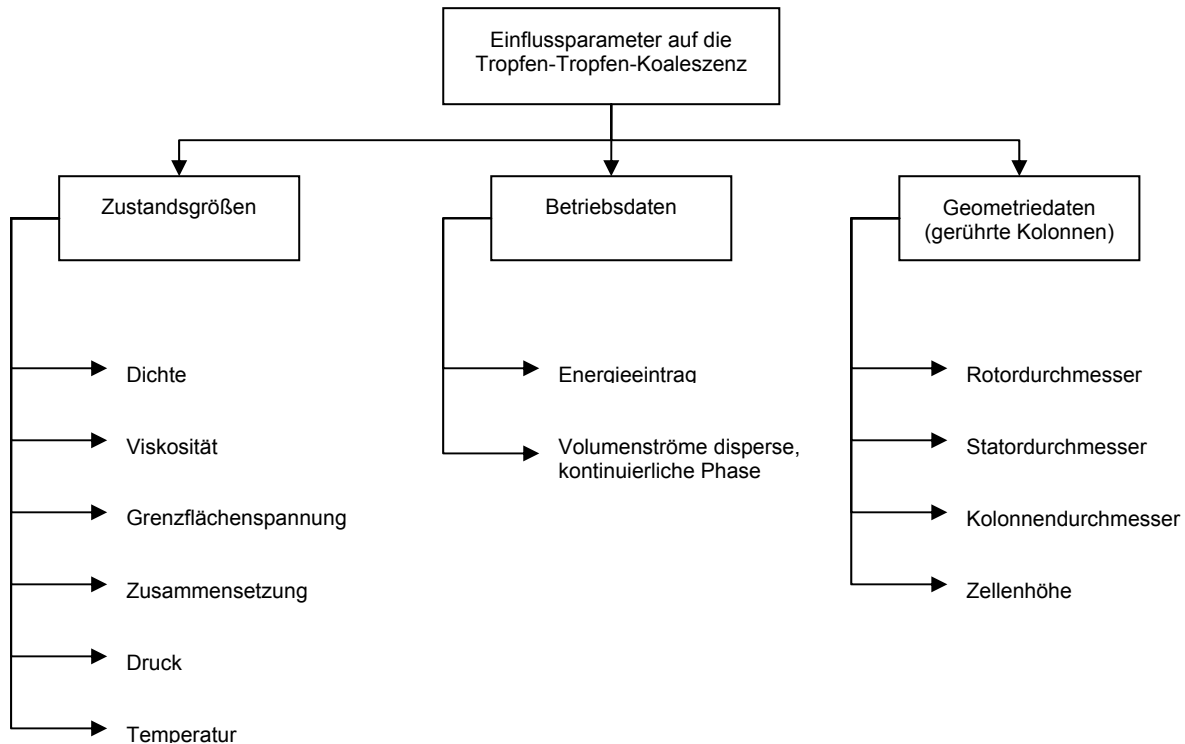 Einflussparameter auf die
Tropfen-Tropfen-Koaleszenz
Zustandsgrößen
Betriebsdaten
Geometriedaten
(gerührte Kolonnen)
Dichte
Viskosität
Grenzflächenspannung
Zusammensetzung
Druck
Temperatur
Energieeintrag
Volumenströme disperse,
kontinuierliche Phase
Rotordurchmesser
Statordurchmesser
Kolonnendurchmesser
Zellenhöhe